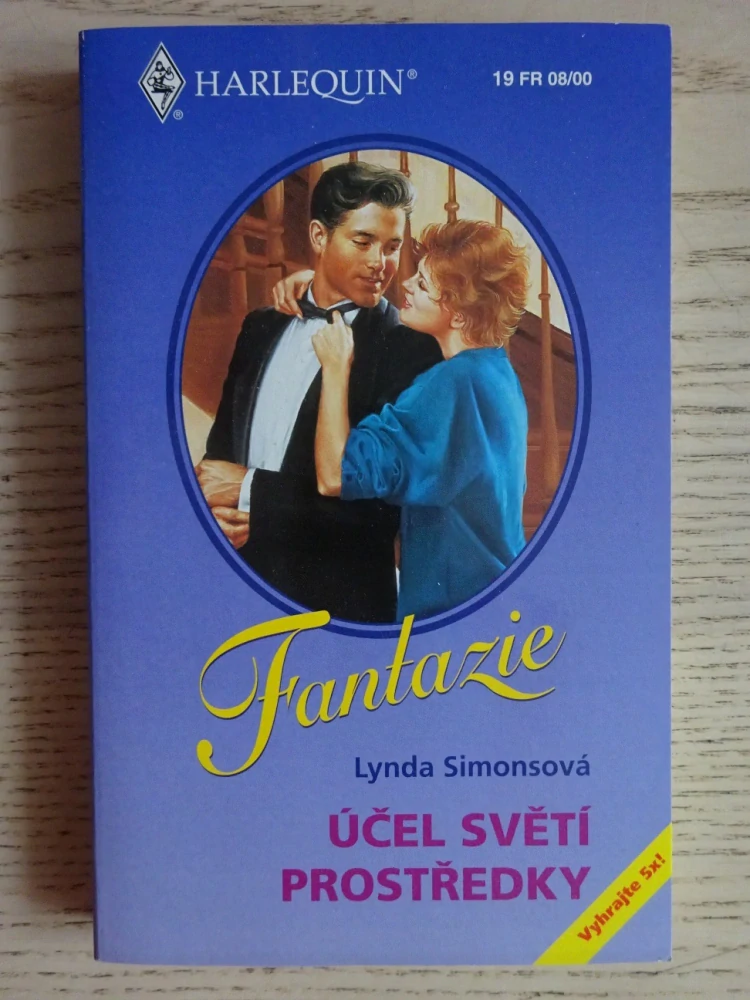 HARLEQUIN®
19 FR 08/00
®
Fantazie
Lynda Simonsová
ÚČEL SVĚTÍ
PROSTŘEDKY
Vyhrajte 5x!